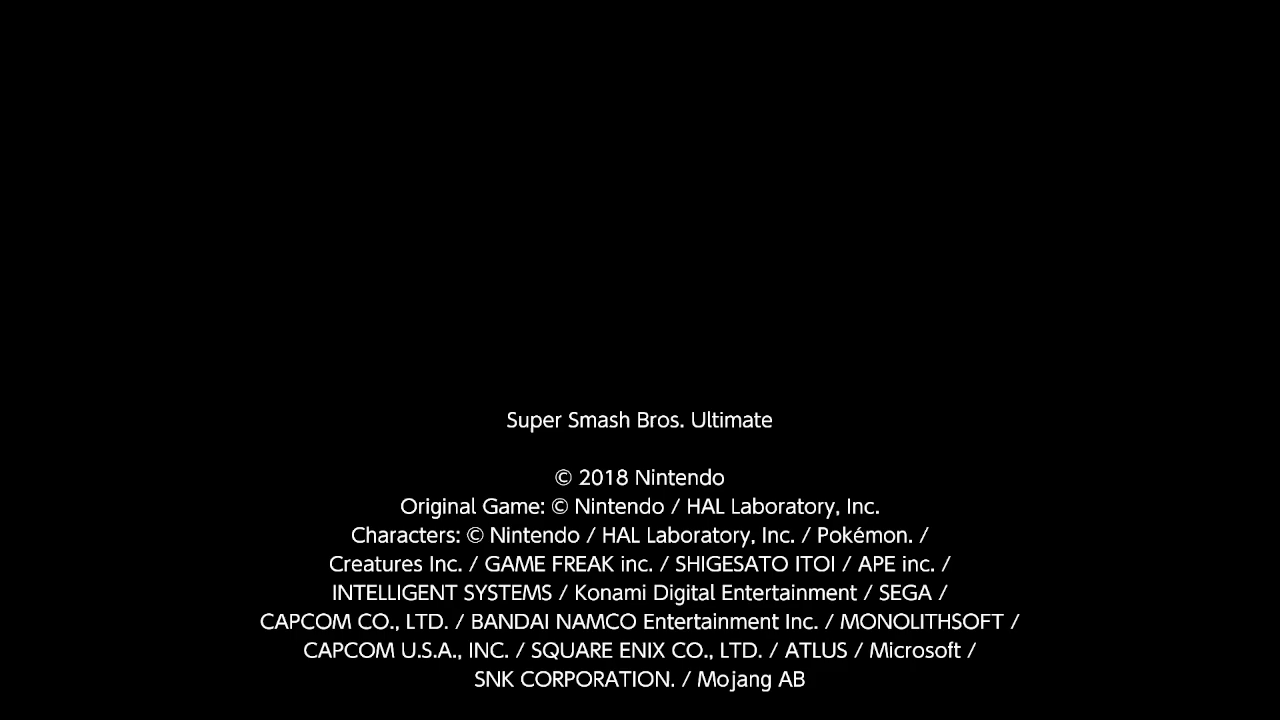 Super Smash Bros. Ultimate
© 2018 Nintendo
Original Game: © Nintendo / HAL Laboratory, Inc.
Characters: © Nintendo / HAL Laboratory, Inc. / Pokémon. /
Creatures Inc. / GAME FREAK inc. / SHIGESATO ITOI / APE inc. /
INTELLIGENT SYSTEMS / Konami Digital Entertainment / SEGA /
CAPCOM CO., LTD. / BANDAI NAMCO Entertainment Inc. / MONOLITHSOFT /
CAPCOM U.S.A., INC. / SQUARE ENIX CO., LTD. / ATLUS / Microsoft /
SNK CORPORATION. / Mojang AB